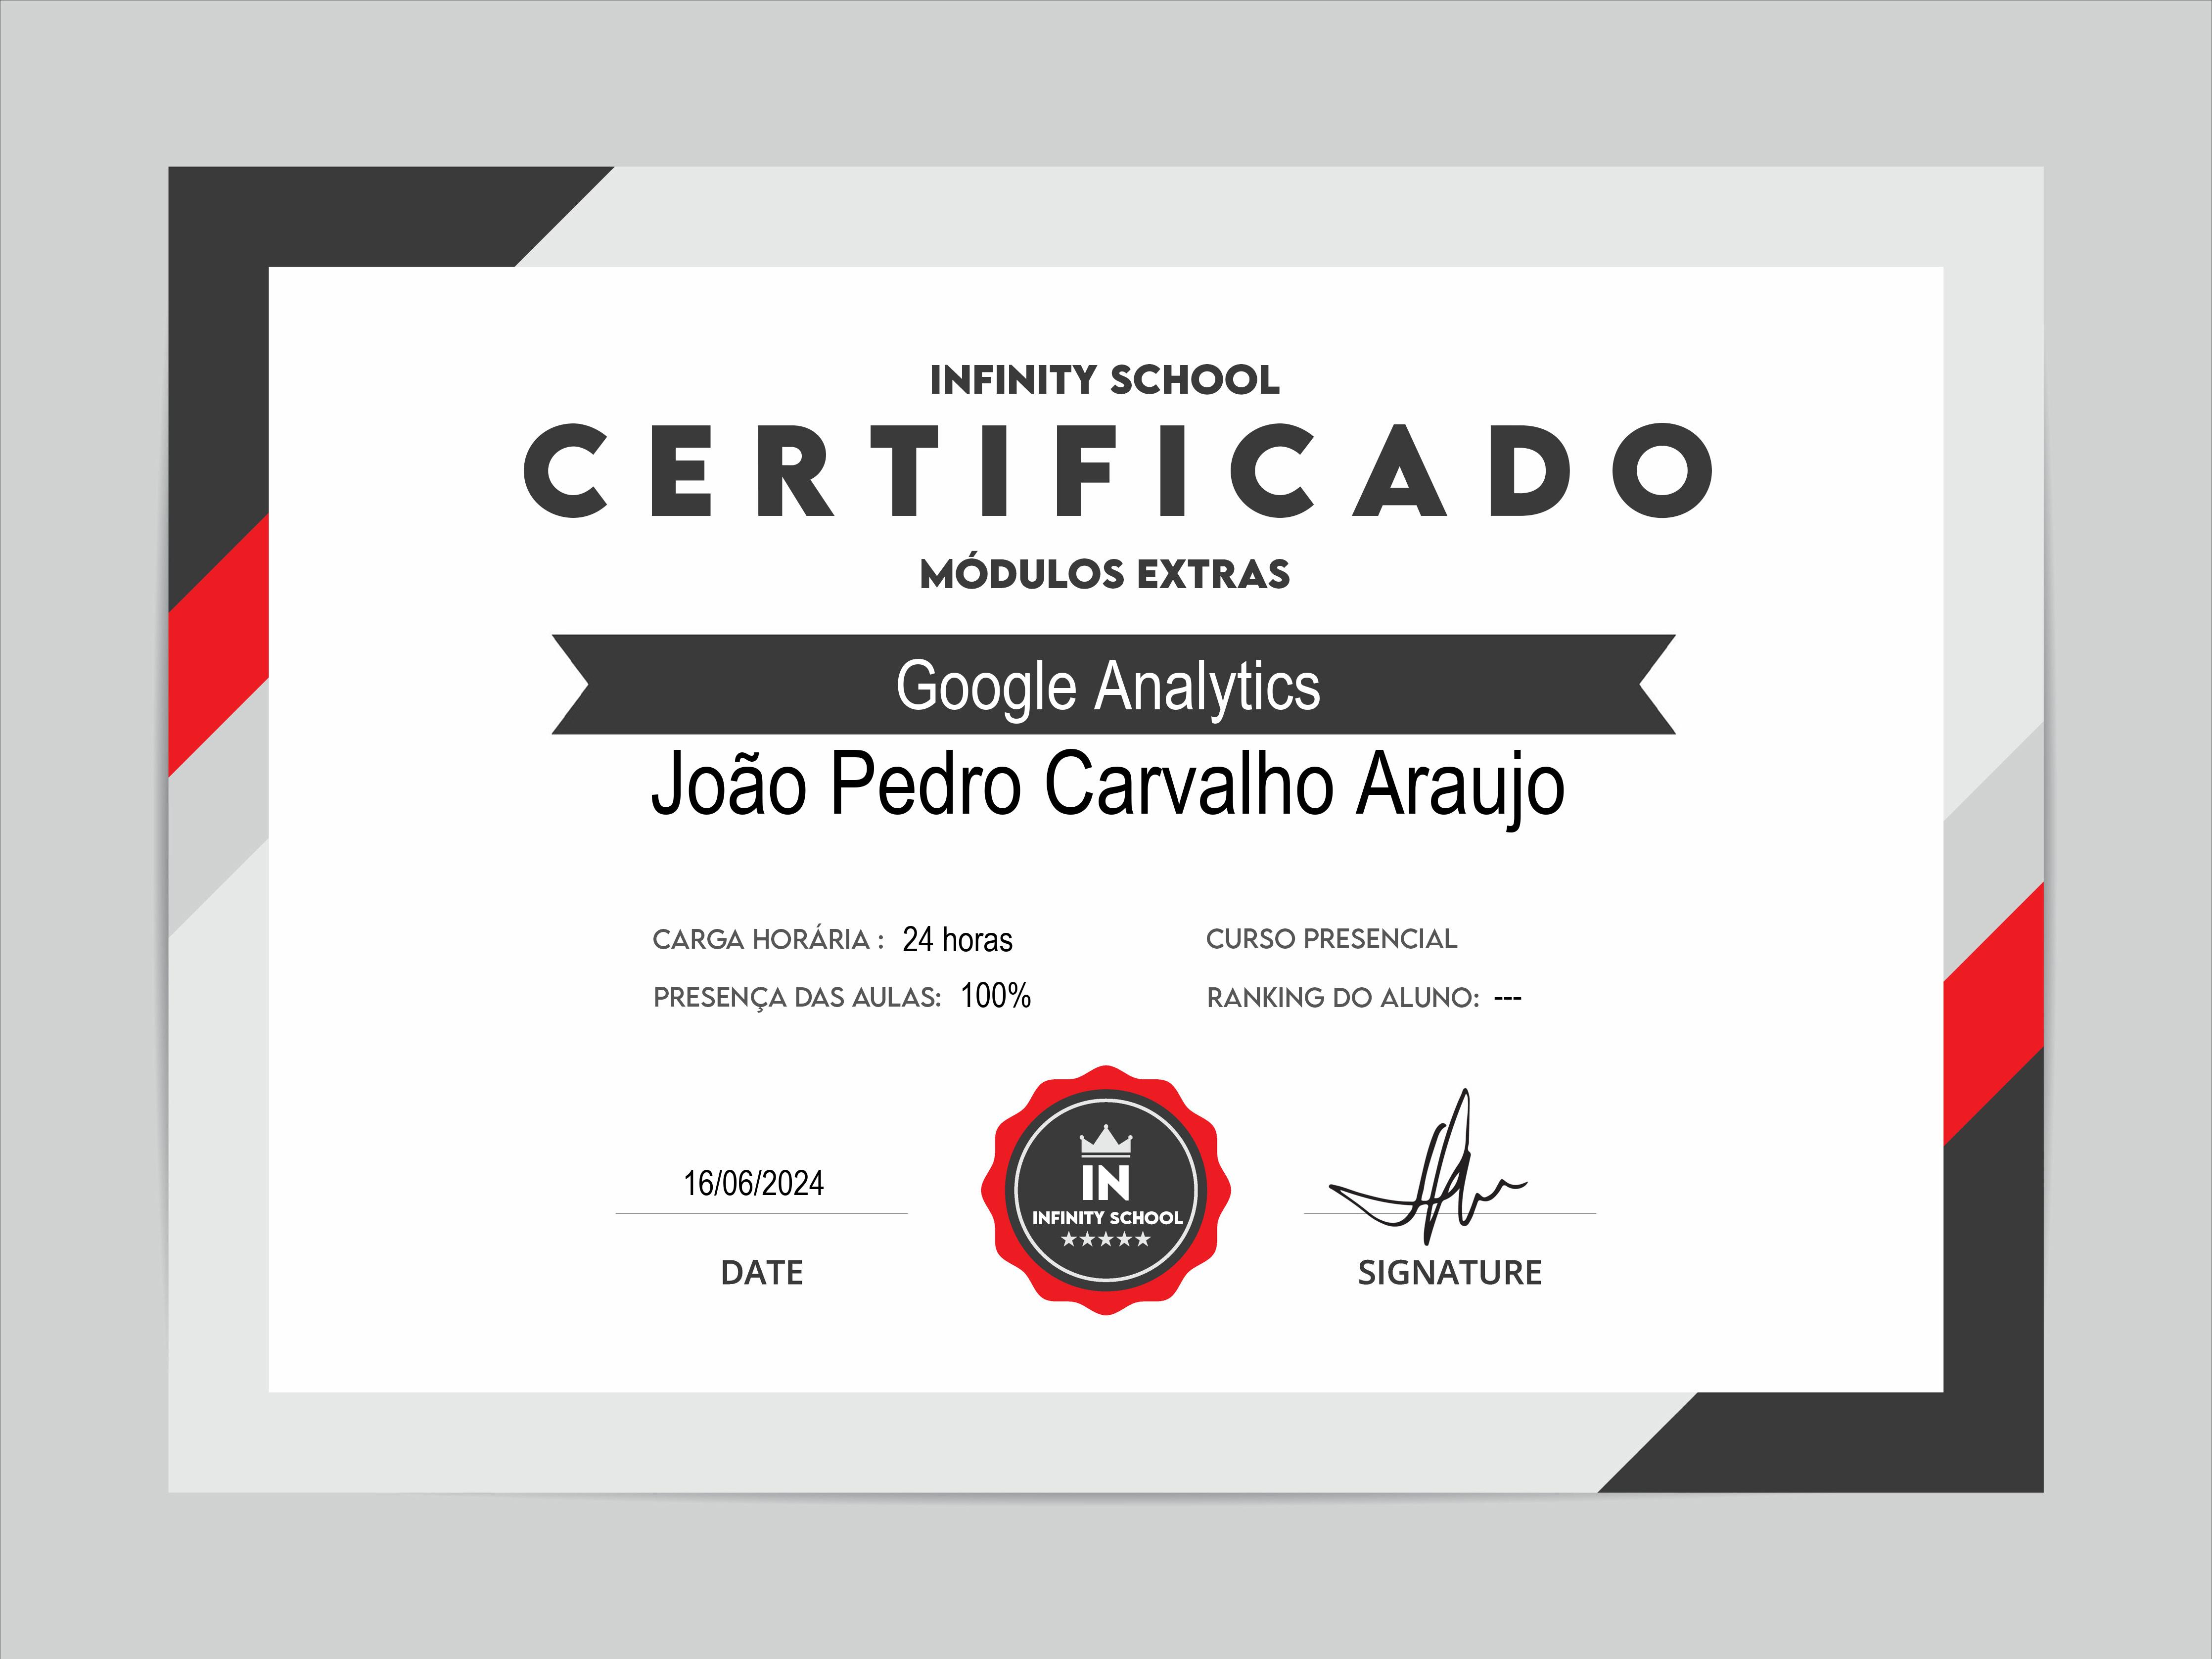 INFINITY SCHOOL
CERTIFICADO
MÓDULOS EXTRAS
Google Analytics
João Pedro Carvalho Araujo
CARGA HORÁRIA : 24 horas
CURSO PRESENCIAL
PRESENÇA DAS AULAS: 100%
RANKING DO ALUNO: ---
IN
INFINITY SCHOOL
16/06/2024
DATE
SIGNATURE